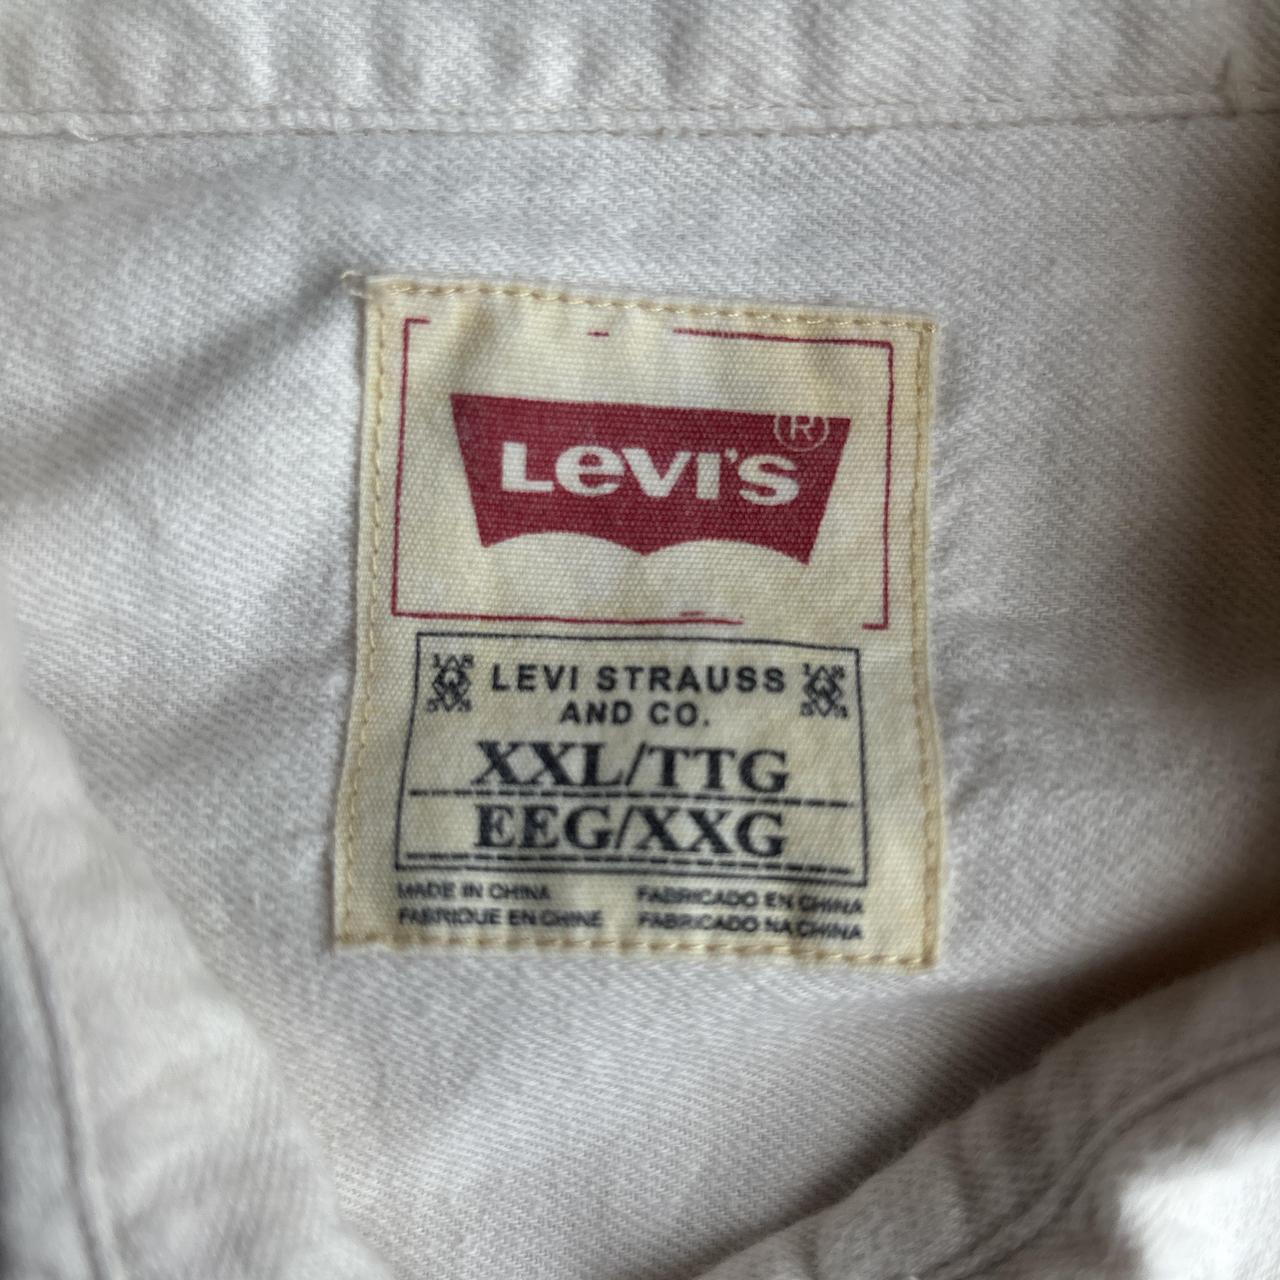 LEVI'S®
LEVI STRAUSS
AND CO.
XXL/TTG
EEG/XXG
MADE IN CHINA FABRICADO EN CHINA
FABRIQUE EN CHINE FABRICADO NA CHINA